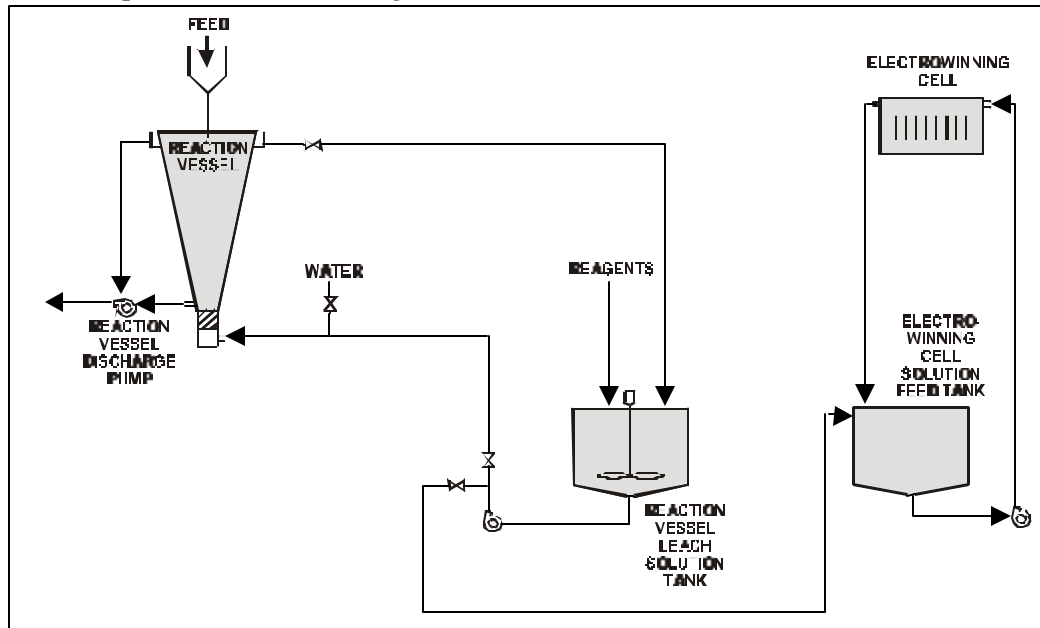 FEED
ELECTROWINNING
CELL
REACTION
VESSEL
WATER
REAGENTS
REACTION
VESSEL
DISCHARGE
PUMP
ELECTRO-
WINNING
CELL
SOLUTION
FEED TANK
REACTION
VESSEL
LEACH
SOLUTION
TANK